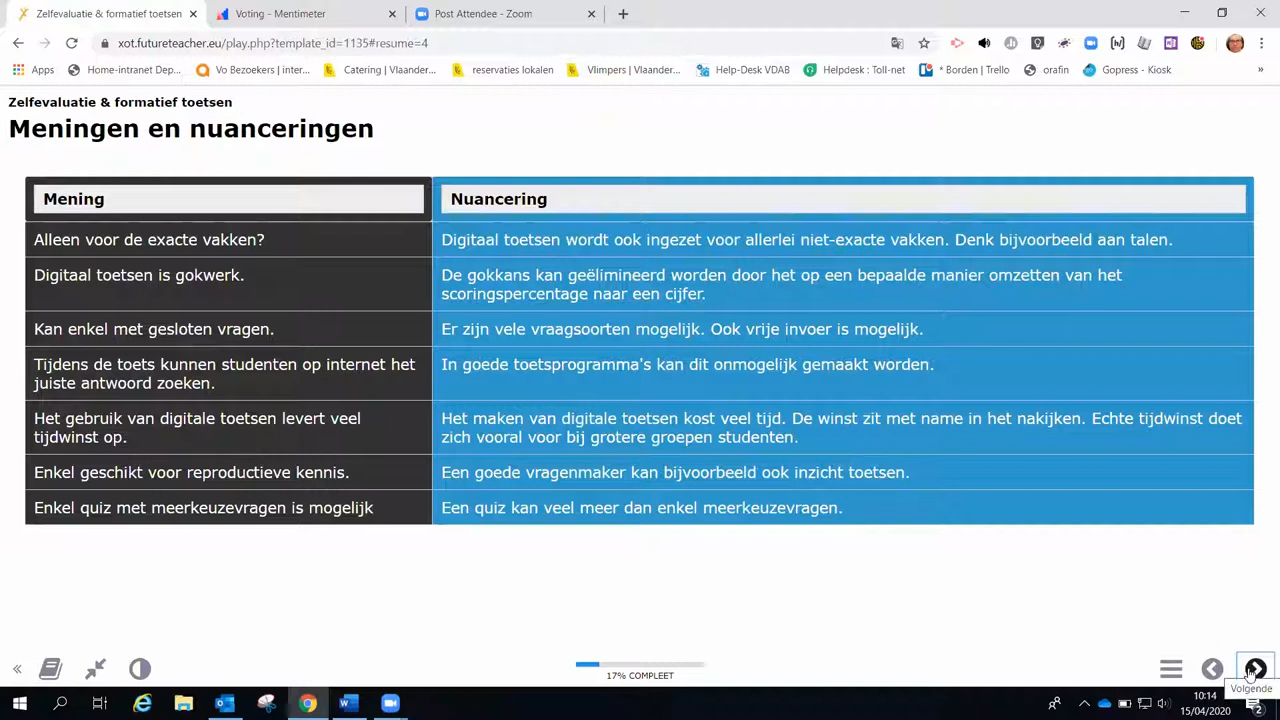 Zelfevaluatie & formatief toetsen
Voting - Mentimeter
Post Attendee - Zoom
xot.futureteacher.eu/play.php?template_id=1135#resume=4
Apps
Home-intranet Dep...
Vo Bezoekers | inter...
Catering | Vlaander...
reservaties lokalen
Vlimpers | Vlaander...
Help-Desk VDAB
Helpdesk : Toll-net
* Borden | Trello
orafin
Gopress - Kiosk
»
Zelfevaluatie & formatief toetsen
Meningen en nuanceringen
Mening
Nuancering
Alleen voor de exacte vakken?
Digitaal toetsen wordt ook ingezet voor allerlei niet-exacte vakken. Denk bijvoorbeeld aan talen.
Digitaal toetsen is gokwerk.
De gokkans kan geëlimineerd worden door het op een bepaalde manier omzetten van het
scoringspercentage naar een cijfer.
Kan enkel met gesloten vragen.
Er zijn vele vraagsoorten mogelijk. Ook vrije invoer is mogelijk.
Tijdens de toets kunnen studenten op internet het
juiste antwoord zoeken.
In goede toetsprogramma's kan dit onmogelijk gemaakt worden.
Het gebruik van digitale toetsen levert veel
tijdwinst op.
Het maken van digitale toetsen kost veel tijd. De winst zit met name in het nakijken. Echte tijdwinst doet
zich vooral voor bij grotere groepen studenten.
Enkel geschikt voor reproductieve kennis.
Een goede vragenmaker kan bijvoorbeeld ook inzicht toetsen.
Enkel quiz met meerkeuzevragen is mogelijk
Een quiz kan veel meer dan enkel meerkeuzevragen.
17% COMPLEET
Volgende
10:14
15/04/2020
2